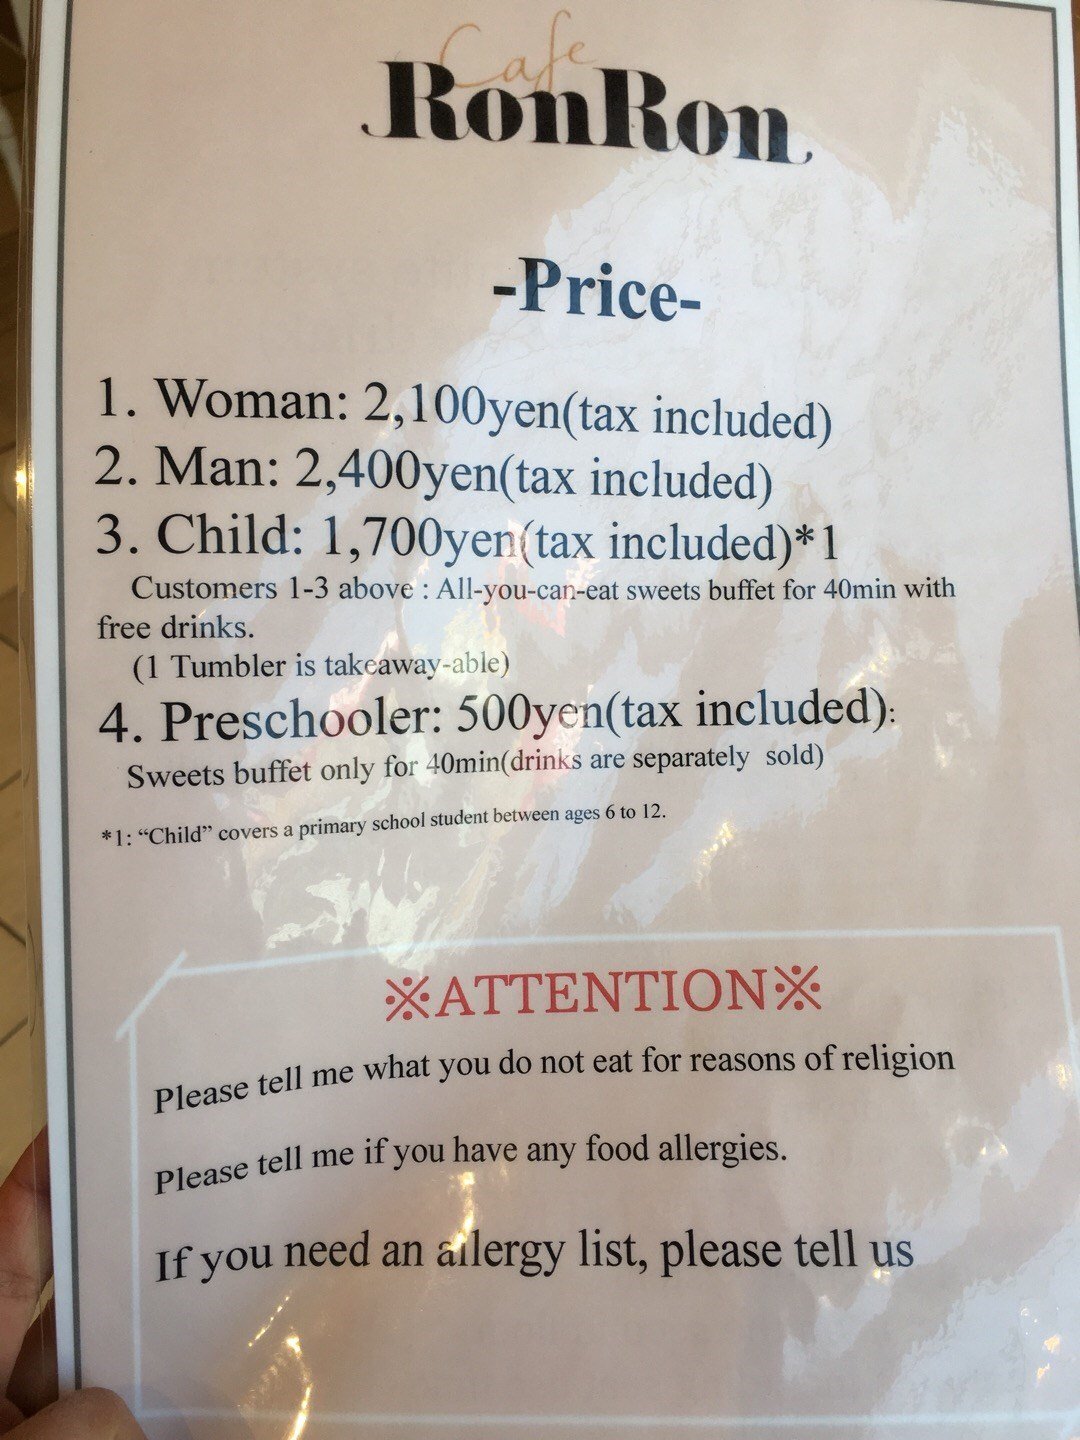 Cafe
RonRon
-Price-
1. Woman: 2,100yen(tax included)
2. Man: 2,400yen(tax included)
3. Child: 1,700yen(tax included)*1
Customers 1-3 above : All-you-can-eat sweets buffet for 40min with
free drinks.
(1 Tumbler is takeaway-able)
4. Preschooler: 500yen(tax included):
Sweets buffet only for 40min(drinks are separately sold)
*1: “Child” covers a primary school student between ages 6 to 12.
※ATTENTION※
Please tell me what you do not eat for reasons of religion
Please tell me if you have any food allergies.
If you need an allergy list, please tell us